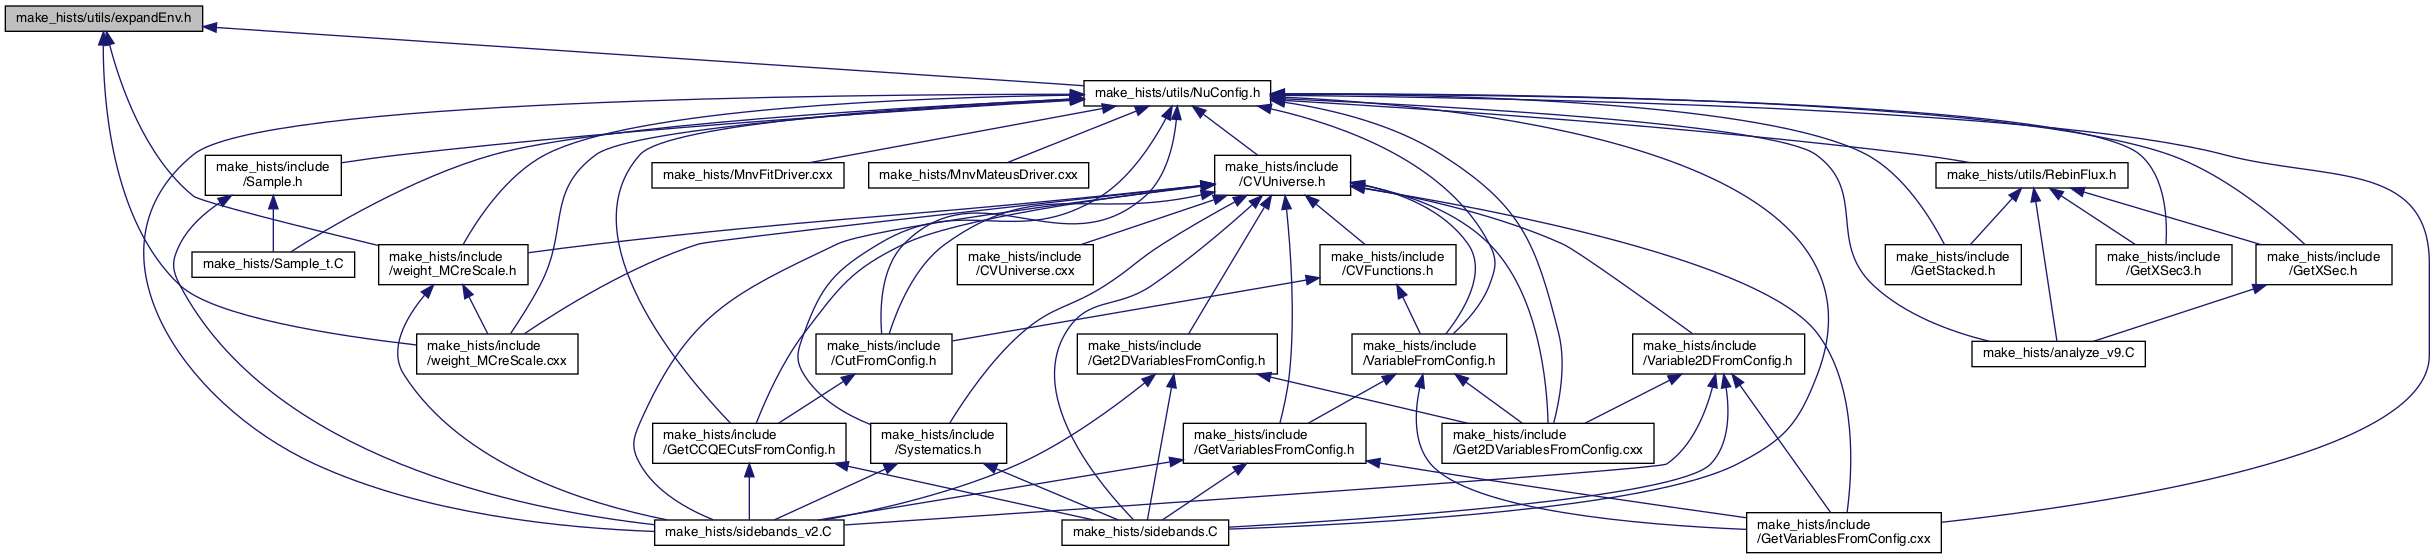 make_hists/utils/expandEnv.h
make_hists/utils/NuConfig.h
make_hists/include
/Sample.h
make_hists/MnvFitDriver.cxx
make_hists/MnvMateusDriver.cxx
make_hists/include
/CVUniverse.h
make_hists/utils/RebinFlux.h
make_hists/Sample_t.C
make_hists/include
/weight_MCreScale.h
make_hists/include
/CVUniverse.cxx
make_hists/include
/CVFunctions.h
make_hists/include
/GetStacked.h
make_hists/include
/GetXSec3.h
make_hists/include
/GetXSec.h
make_hists/include
/weight_MCreScale.cxx
make_hists/include
/CutFromConfig.h
make_hists/include
/Get2DVariablesFromConfig.h
make_hists/include
/VariableFromConfig.h
make_hists/include
/Variable2DFromConfig.h
make_hists/analyze_v9.C
make_hists/include
/GetCCQECutsFromConfig.h
make_hists/include
/Systematics.h
make_hists/include
/GetVariablesFromConfig.h
make_hists/include
/Get2DVariablesFromConfig.cxx
make_hists/sidebands_v2.C
make_hists/sidebands.C
make_hists/include
/GetVariablesFromConfig.cxx